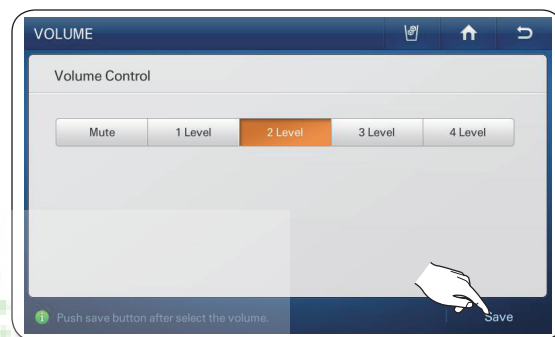 VOLUME
Volume Control
Mute 1 Level 2 Level 3 Level 4 Level
Push save button after select the volume.
Save